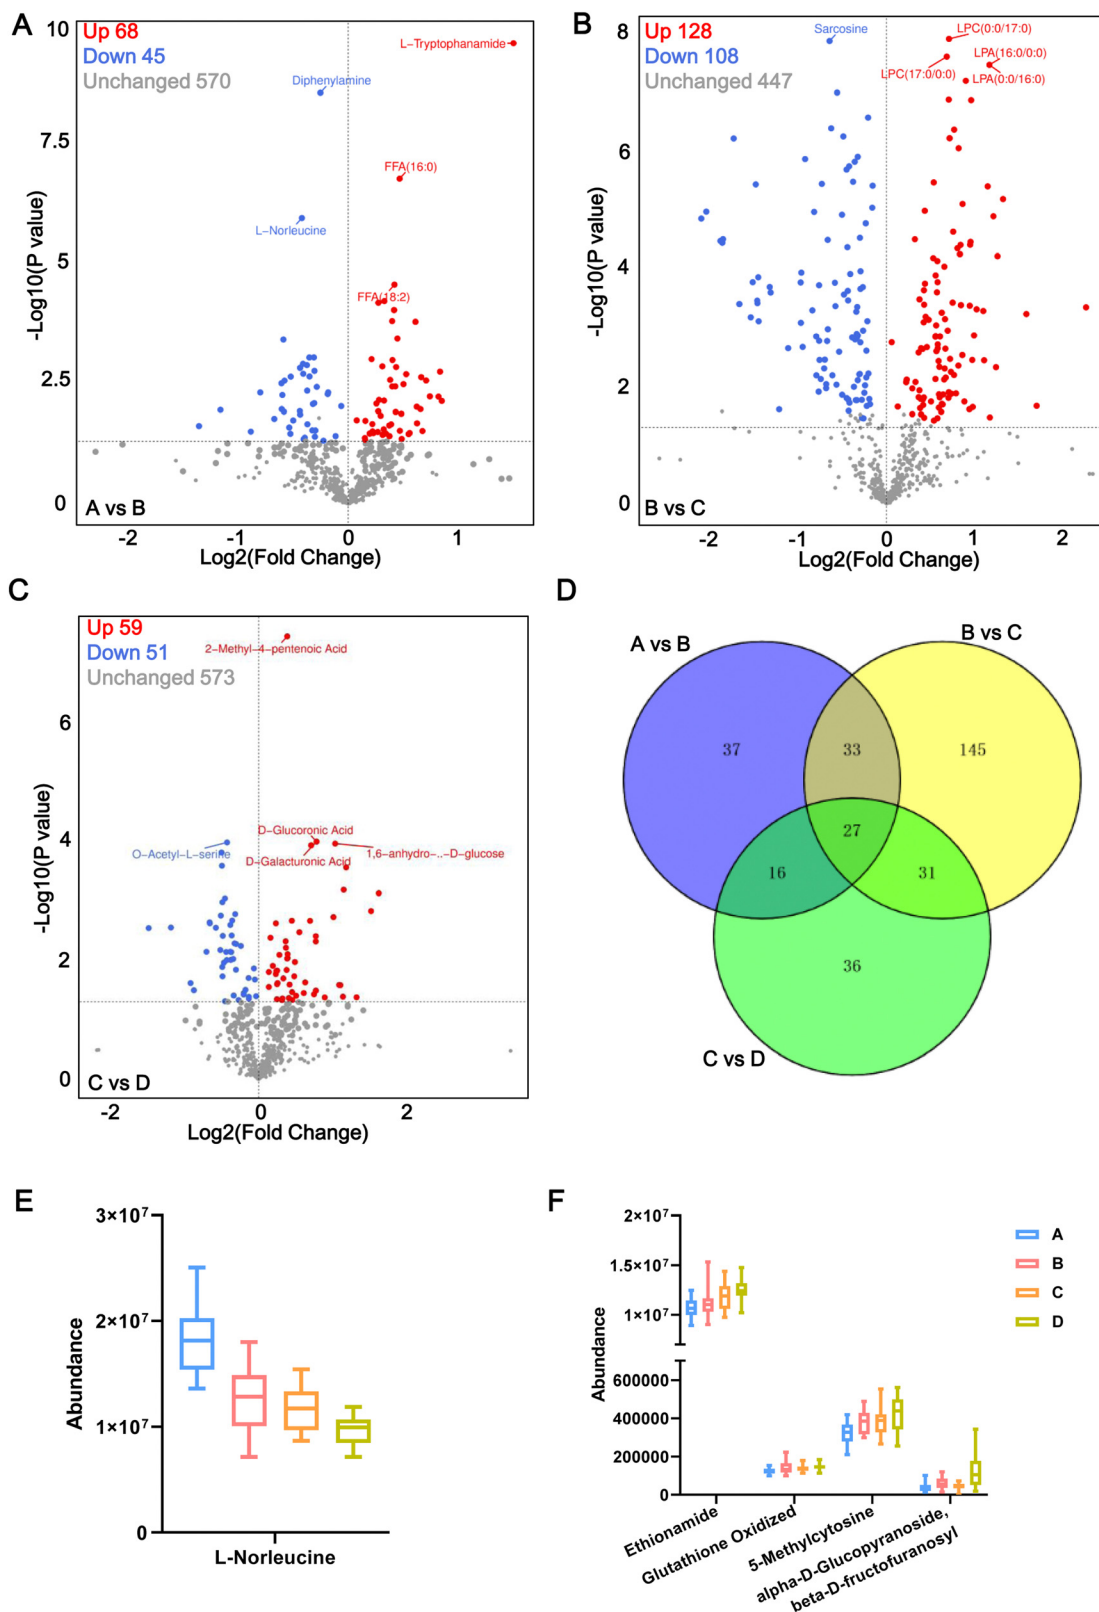 A
Up 68
Down 45
Unchanged 570
L-Tryptophanamide
Diphenylamine
FFA(16:0)
L-Norleucine
FFA(18:2)
10
7.5
5
2.5
0
-Log10(P value)
A vs B
-2
-1
0
1
Log2(Fold Change)
B
Up 128
Down 108
Unchanged 447
Sarcosine
LPC(0:0/17:0)
LPA(16:0/0:0)
LPC(17:0/0:0)
LPA(0:0/16:0)
8
6
4
2
0
-Log10(P value)
B vs C
-2
-1
0
1
2
Log2(Fold Change)
C
Up 59
Down 51
Unchanged 573
2-Methyl-4-pentenoic Acid
D-Glucoronic Acid
O-Acetyl-L-serine
D-Galacturonic Acid
1,6-anhydro-..-D-glucose
6
4
2
0
-Log10(P value)
C vs D
-2
0
2
Log2(Fold Change)
D
A vs B
B vs C
37
33
145
27
16
31
36
C vs D
E
3×10⁷
2×10⁷
1×10⁷
0
Abundance
L-Norleucine
F
2×10⁷
1.5×10⁷
1×10⁷
600000
400000
200000
0
Abundance
Ethionamide
Glutathione Oxidized
5-Methylcytosine
alpha-D-Glucopyranoside,
beta-D-fructofuranosyl
A
B
C
D